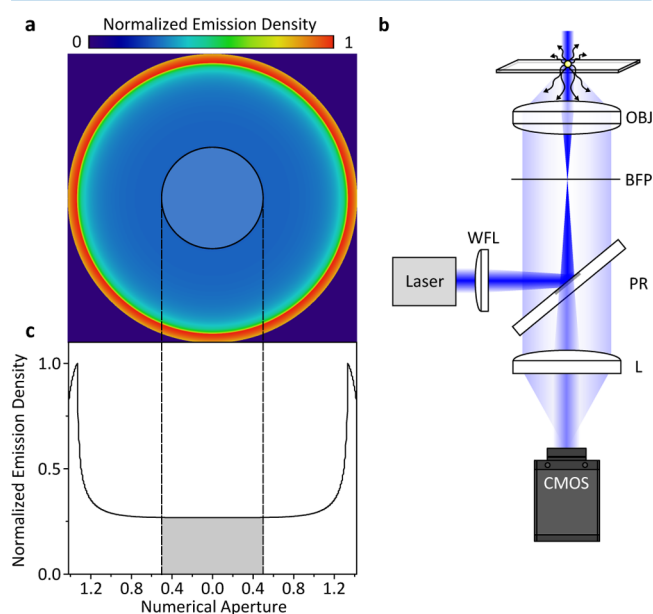 a
Normalized Emission Density
0 1
b
OBJ
BFP
WFL
Laser
PR
L
CMOS
c
Normalized Emission Density
1.0
0.5
0.0
1.2 0.8 0.4 0.0 0.4 0.8 1.2
Numerical Aperture